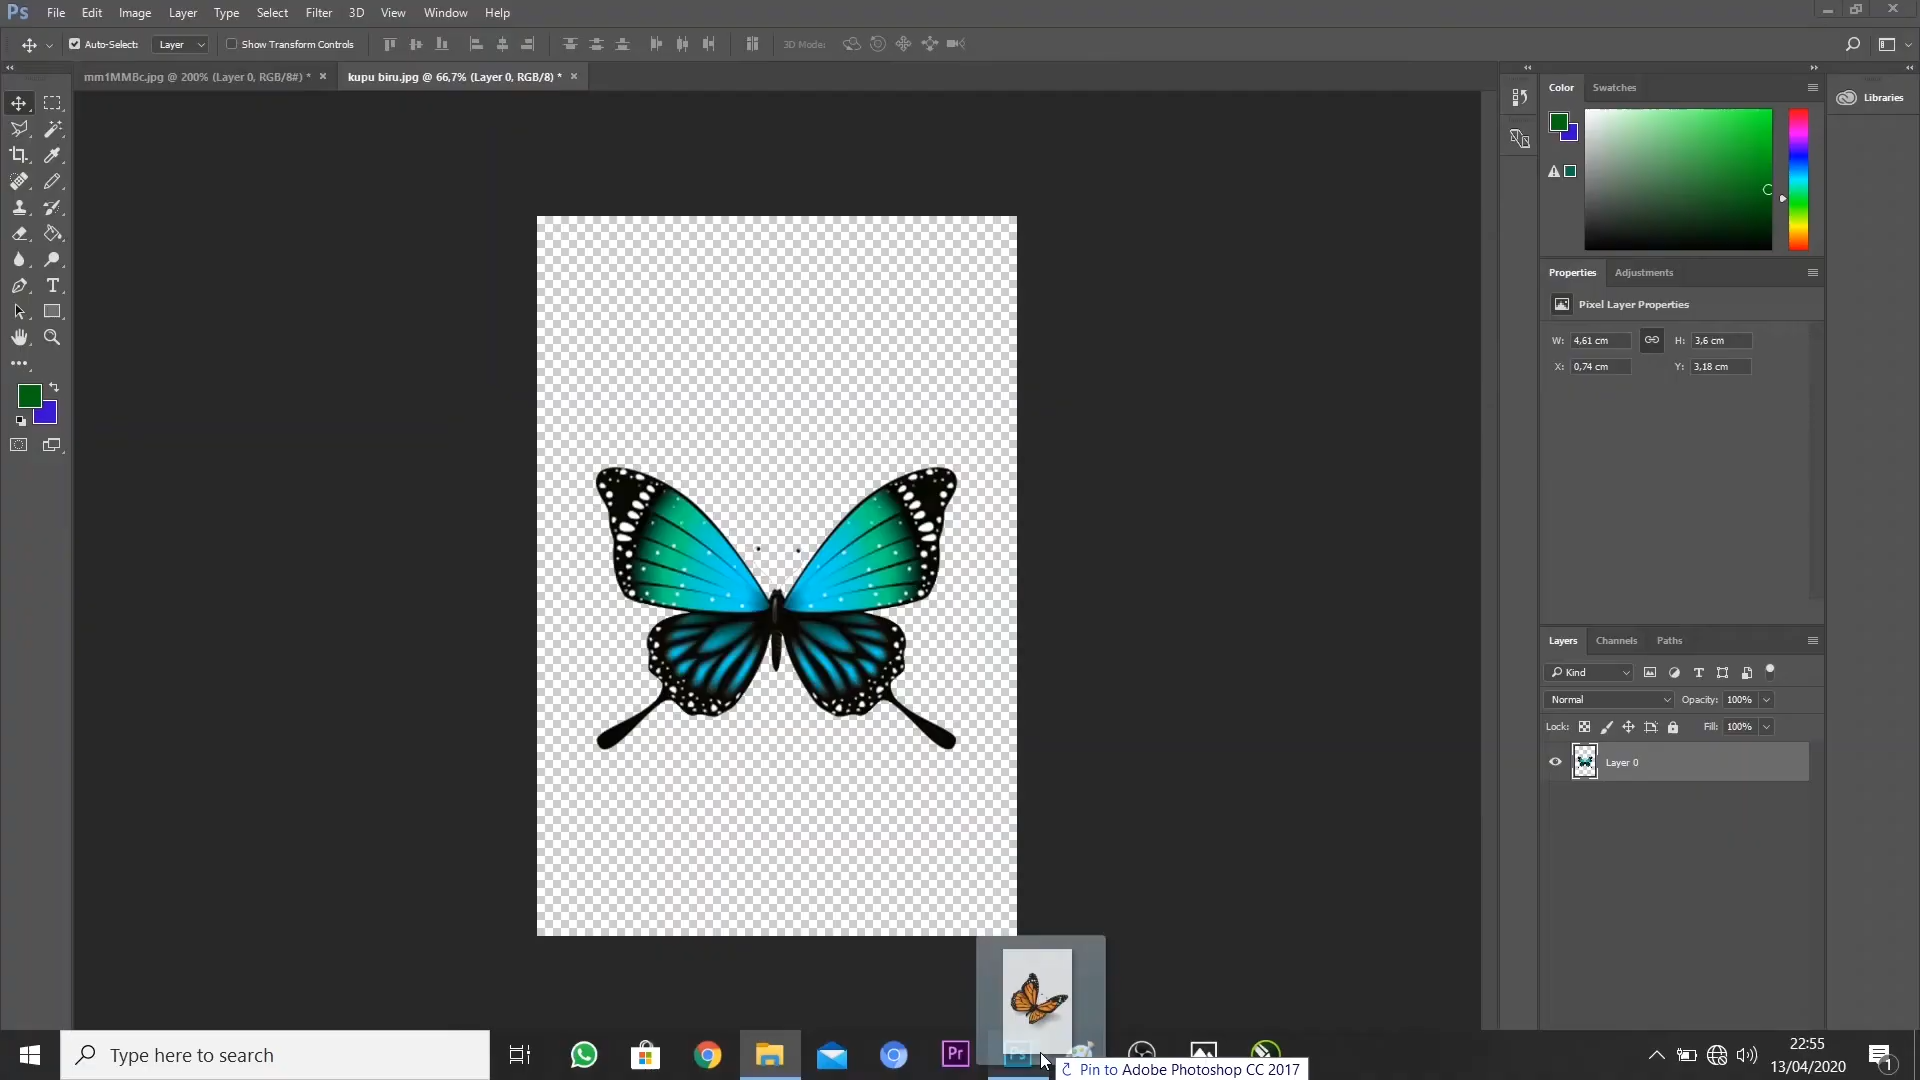 Ps File Edit Image Layer Type Select Filter 3D View Window Help
Auto-Select: Layer Show Transform Controls 3D Mode:
mm1MMBc.jpg @ 200% (Layer 0, RGB/8#) * × kupu biru.jpg @ 66,7% (Layer 0, RGB/8) * ×
Color Swatches
Libraries
Properties Adjustments
Pixel Layer Properties
W: 4,61 cm H: 3,6 cm
X: 0,74 cm Y: 3,18 cm
Layers Channels Paths
Kind
Normal Opacity: 100%
Lock: Fill: 100%
Layer 0
Type here to search
Pr
Ps
Pin to Adobe Photoshop CC 2017
22:55
13/04/2020
1